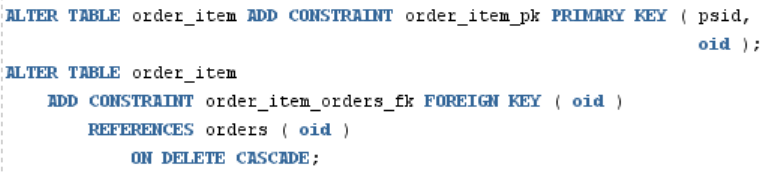 ALTER TABLE order_item ADD CONSTRAINT order_item_pk PRIMARY KEY ( psid,
oid );
ALTER TABLE order_item
ADD CONSTRAINT order_item_orders_fk FOREIGN KEY ( oid )
REFERENCES orders ( oid )
ON DELETE CASCADE;